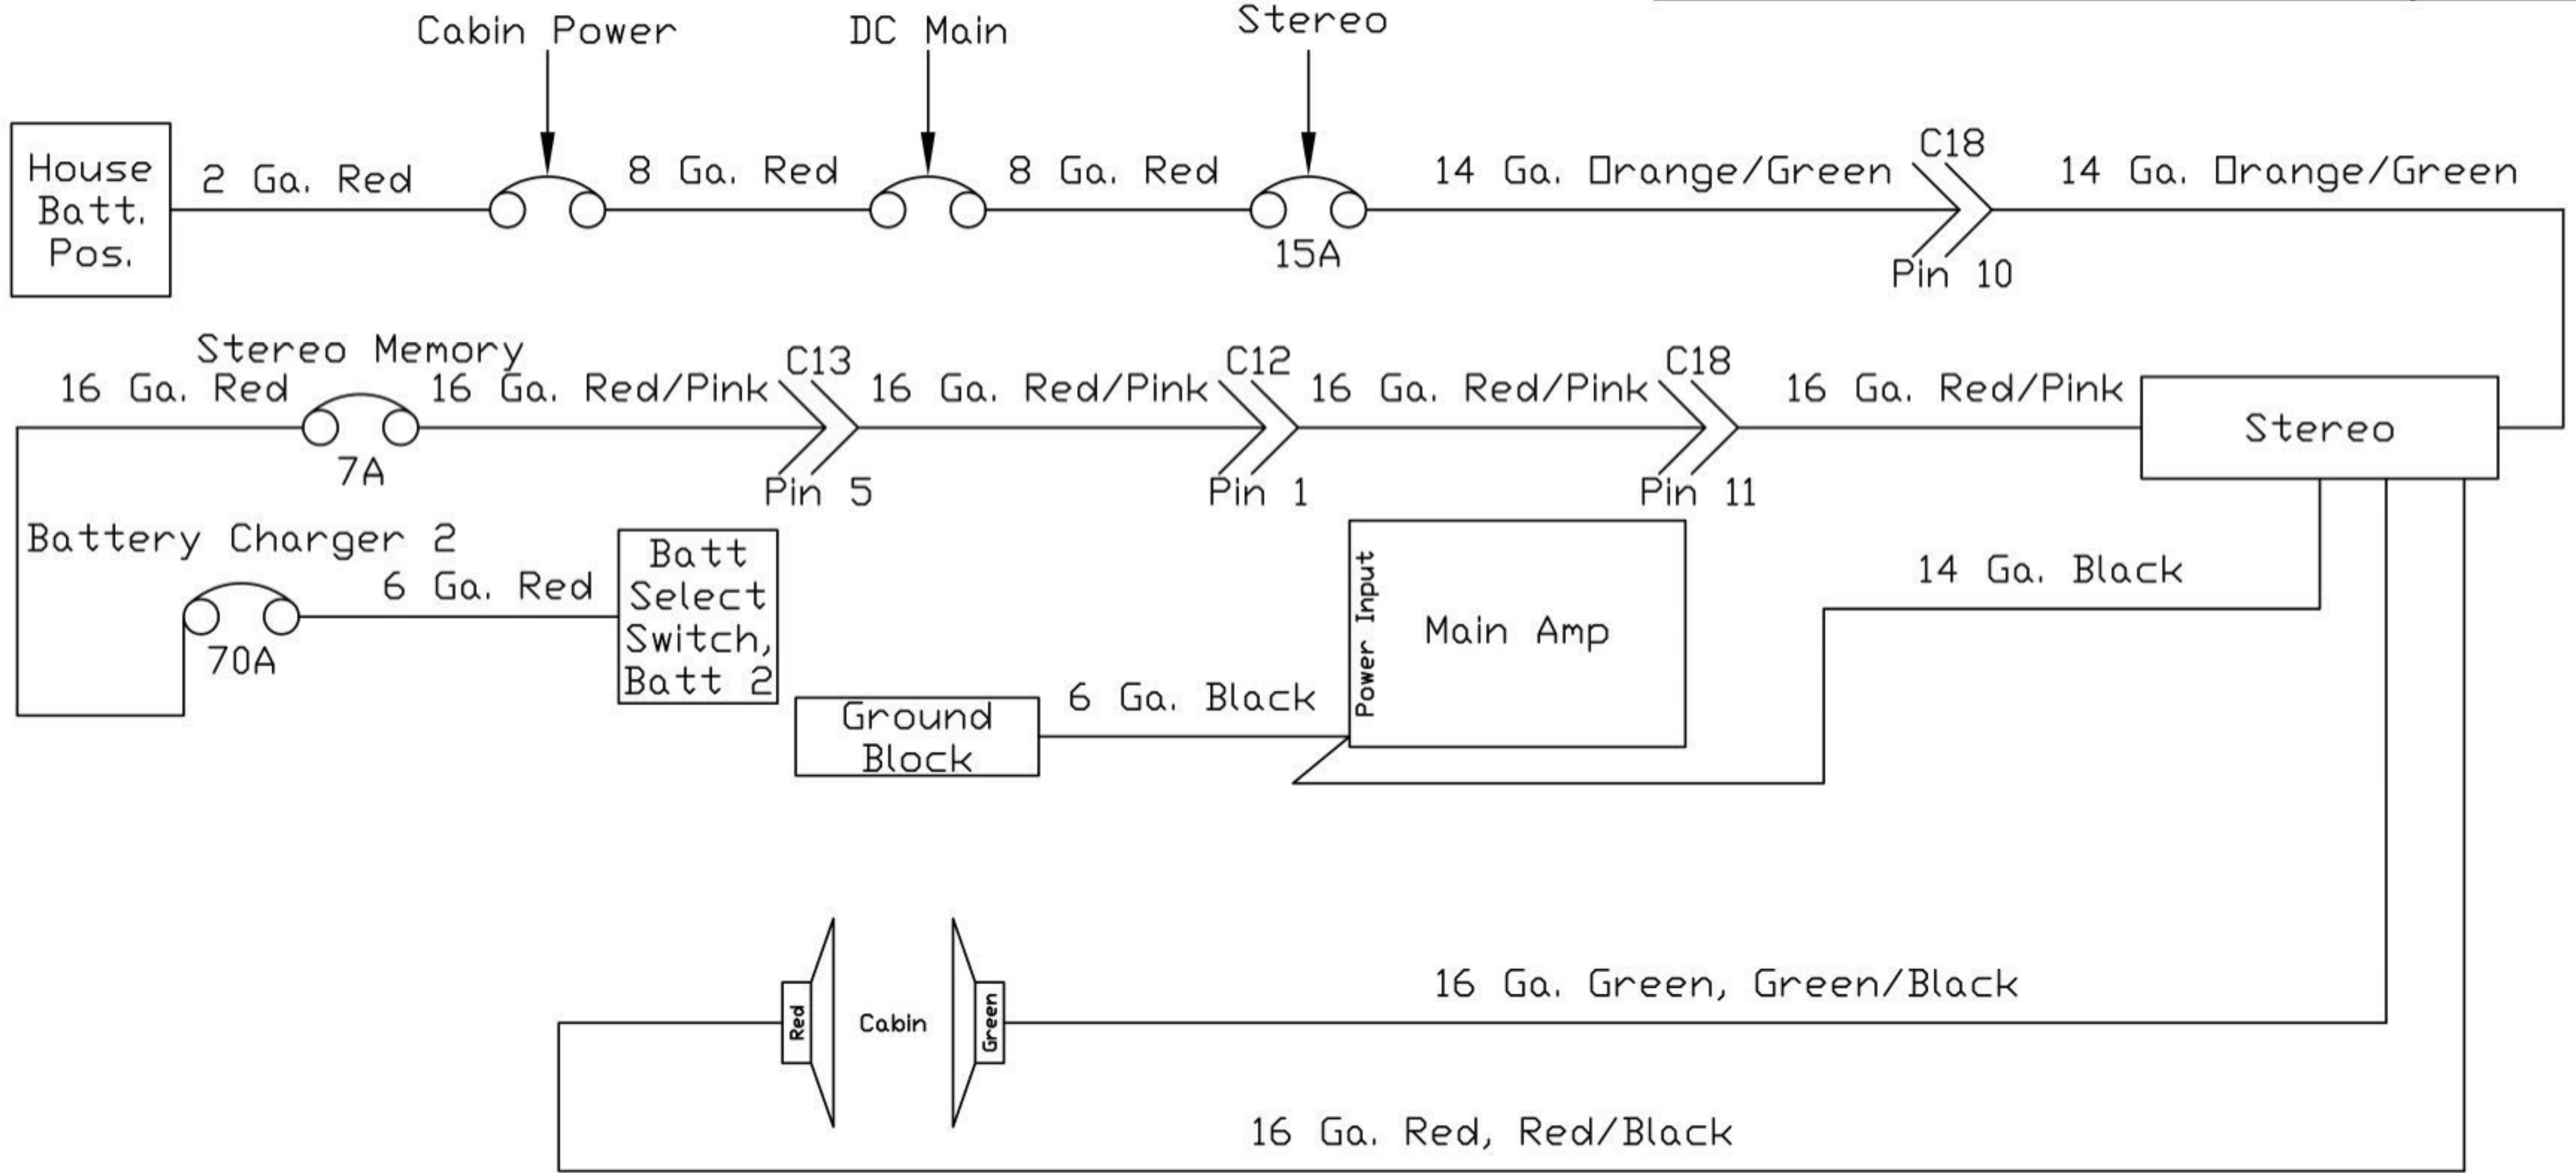 Cabin Power
DC Main
Stereo
House
Batt.
Pos.
2 Ga. Red
8 Ga. Red
8 Ga. Red
15A
14 Ga. Orange/Green
C18
Pin 10
14 Ga. Orange/Green
Stereo Memory
16 Ga. Red
7A
16 Ga. Red/Pink
C13
Pin 5
16 Ga. Red/Pink
C12
Pin 1
16 Ga. Red/Pink
C18
Pin 11
16 Ga. Red/Pink
Stereo
Battery Charger 2
70A
6 Ga. Red
Batt
Select
Switch,
Batt 2
Ground
Block
6 Ga. Black
Power Input
Main Amp
14 Ga. Black
Red
Cabin
Green
16 Ga. Green, Green/Black
16 Ga. Red, Red/Black